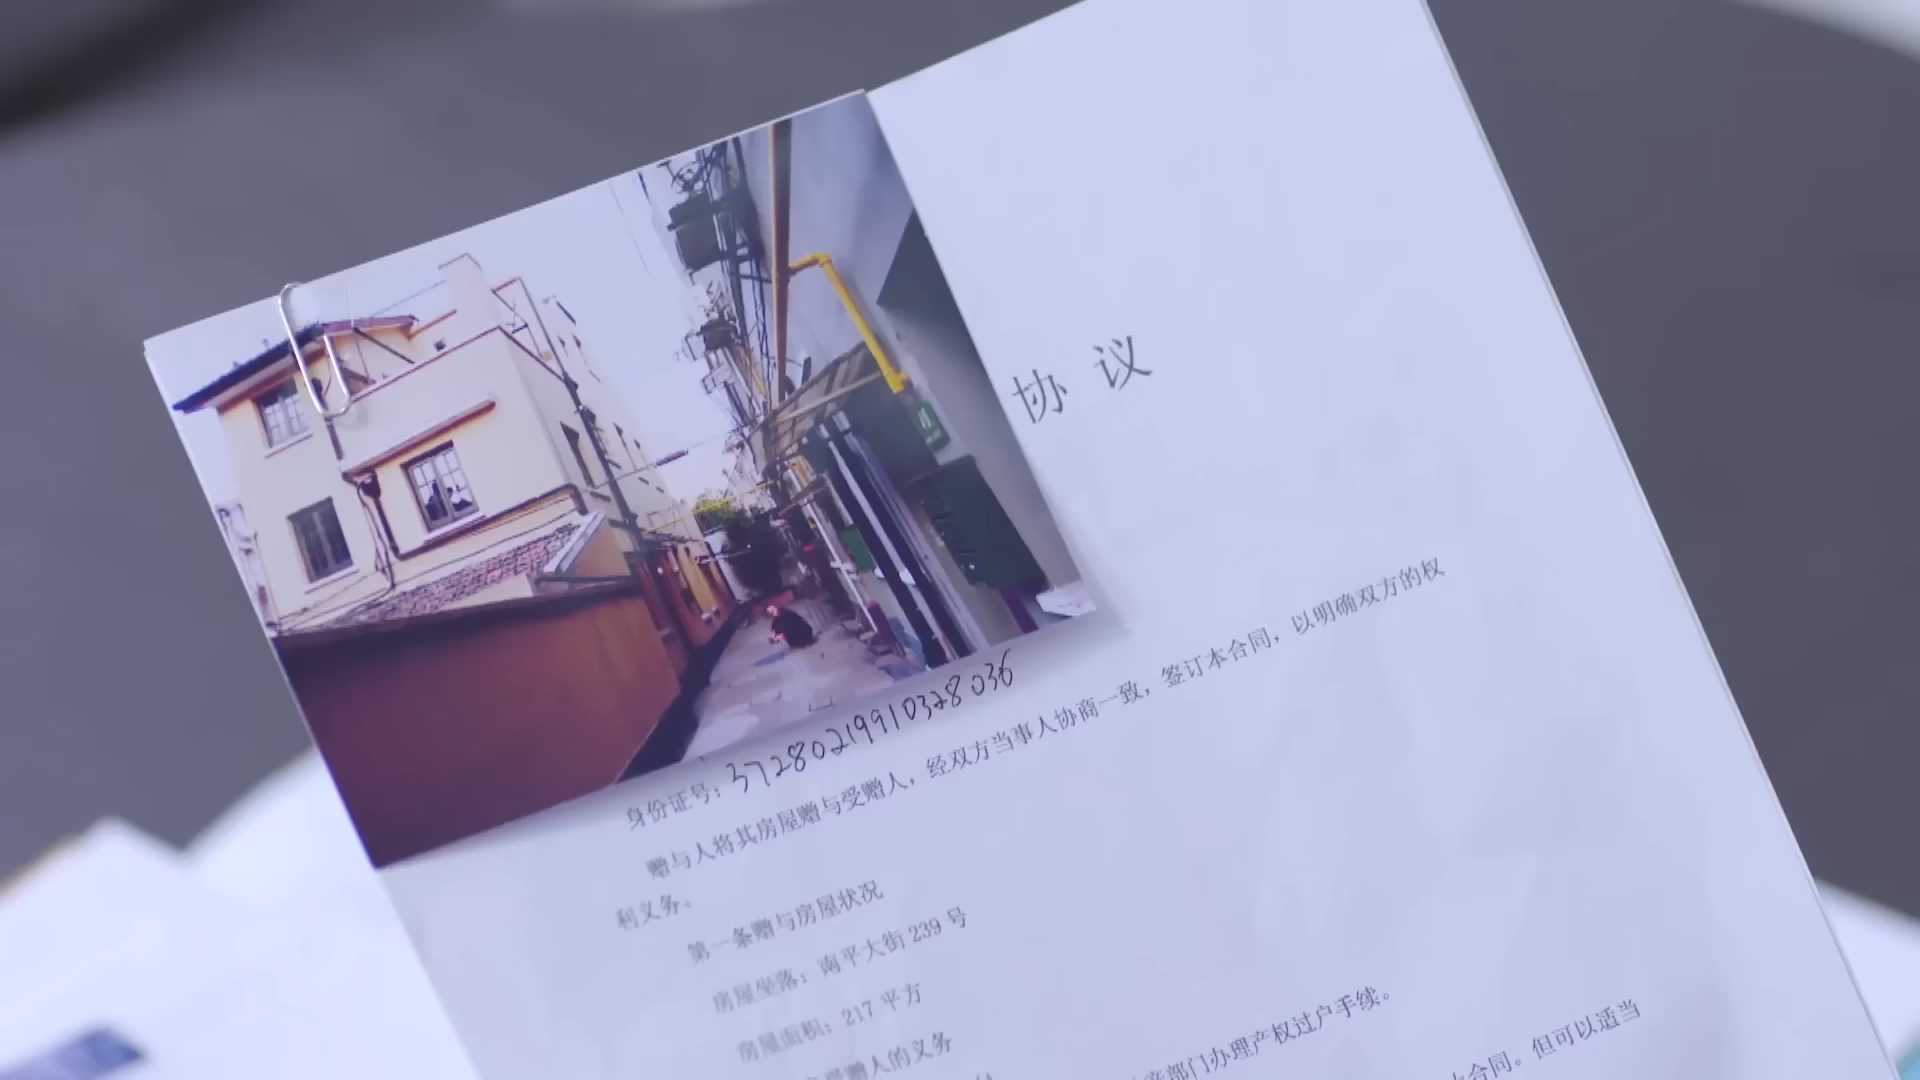 协议
身份证号：37280219910328036
赠与人将其房屋赠与受赠人，经双方当事人协商一致，签订本合同，以明确双方的权
利义务。
第一条赠与房屋状况
房屋坐落：南平大街 239 号
房屋面积：217 平方
受赠人的义务
产部门办理产权过户手续。
合同。但可以适当